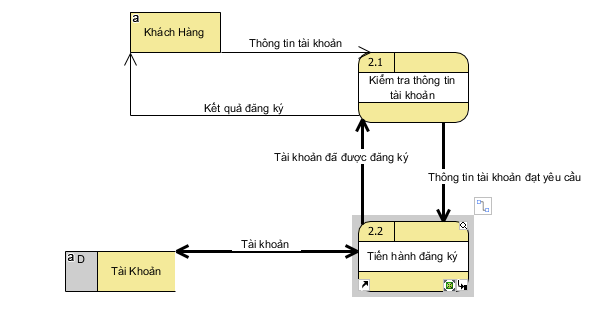 a
Khách Hàng
Thông tin tài khoản
2.1
Kiểm tra thông tin
tài khoản
Kết quả đăng ký
Tài khoản đã được đăng ký
Thông tin tài khoản đạt yêu cầu
2.2
Tiến hành đăng ký
Tài khoản
a D
Tài Khoản